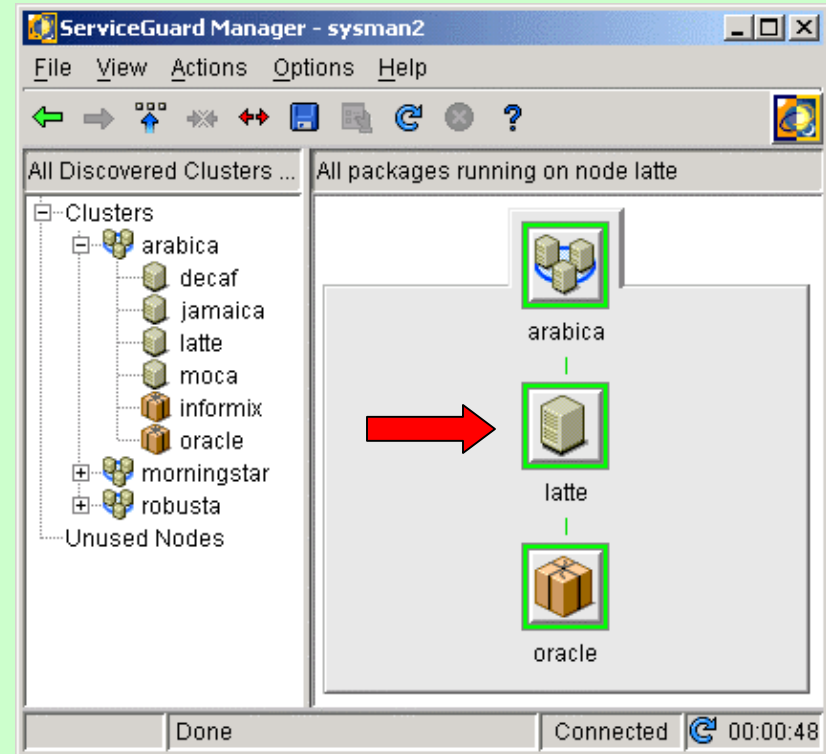 ServiceGuard Manager - sysman2
File View Actions Options Help
?
All Discovered Clusters ...
All packages running on node latte
Clusters
arabica
decaf
jamaica
latte
moca
informix
oracle
morningstar
robusta
Unused Nodes
arabica
latte
oracle
Done
Connected
00:00:48